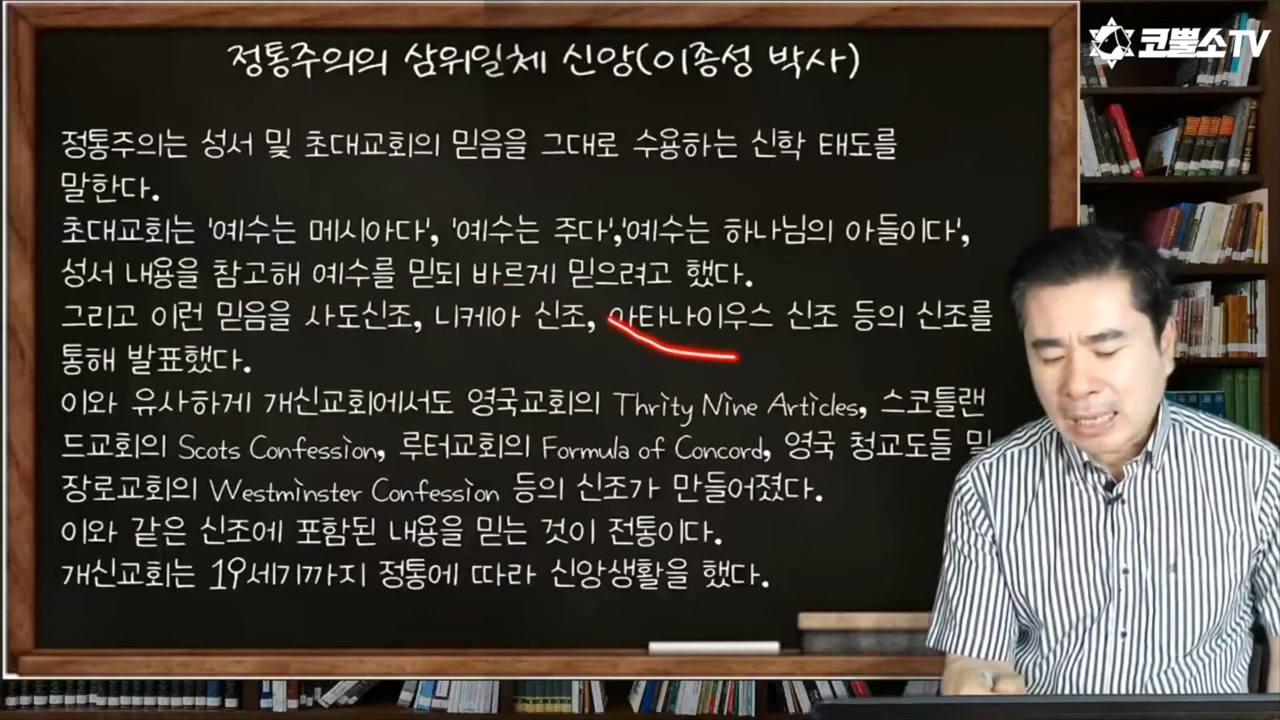 정통주의의 삼위일체 신앙(이종성 박사)
코뿔소TV
정통주의는 성서 및 초대교회의 믿음을 그대로 수용하는 신학 태도를
말한다.
초대교회는 '예수는 메시아다', '예수는 주다','예수는 하나님의 아들이다',
성서 내용을 참고해 예수를 믿되 바르게 믿으려고 했다.
그리고 이런 믿음을 사도신조, 니케아 신조, 아타나이우스 신조 등의 신조를
통해 발표했다.
이와 유사하게 개신교회에서도 영국교회의 Thrity Nine Articles, 스코틀랜
드교회의 Scots Confession, 루터교회의 Formula of Concord, 영국 청교도들 및
장로교회의 Westminster Confession 등의 신조가 만들어졌다.
이와 같은 신조에 포함된 내용을 믿는 것이 전통이다.
개신교회는 19세기까지 정통에 따라 신앙생활을 했다.